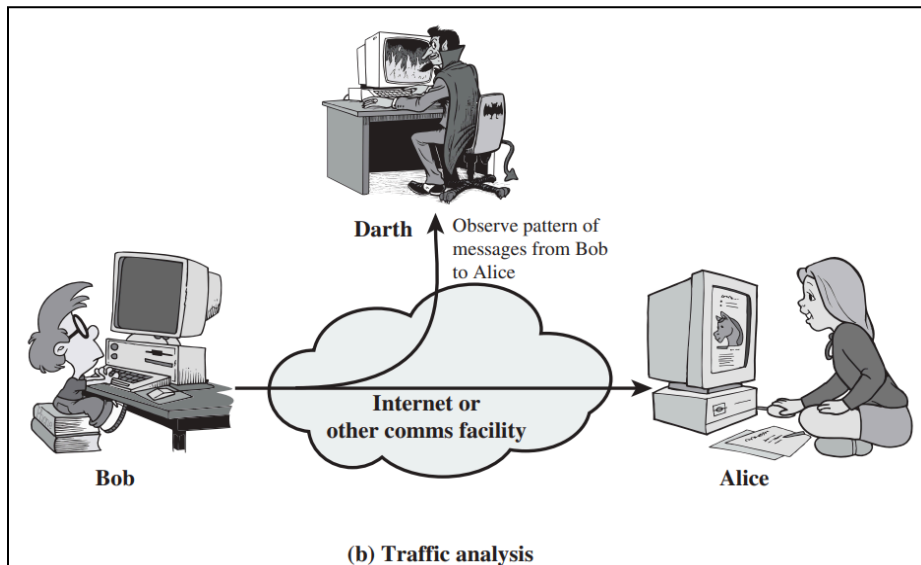 Darth
Observe pattern of
messages from Bob
to Alice
Internet or
other comms facility
Bob
Alice
(b) Traffic analysis